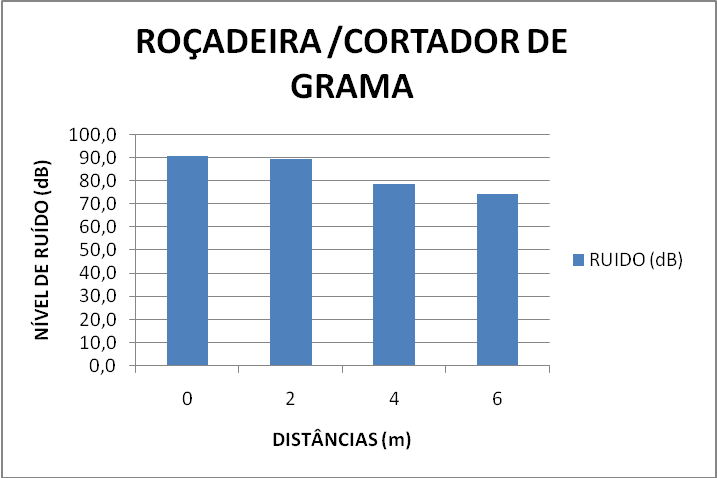 ROÇADEIRA /CORTADOR DE
GRAMA
NÍVEL DE RUÍDO (dB)
100,0
90,0
80,0
70,0
60,0
50,0
40,0
30,0
20,0
10,0
0,0
0 2 4 6
DISTÂNCIAS (m)
RUIDO (dB)